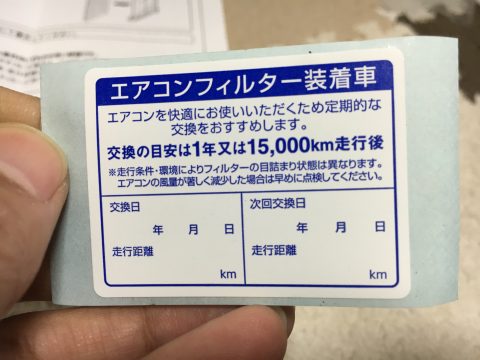 エアコンフィルター装着車
エアコンを快適にお使いいただくため定期的な
交換をおすすめします。
交換の目安は1年又は15,000km走行後
※走行条件・環境によりフィルターの目詰まり状態は異なります。
エアコンの風量が著しく減少した場合は早めに点検してください。
交換日
年 月 日
走行距離
km
次回交換日
年 月 日
走行距離
km